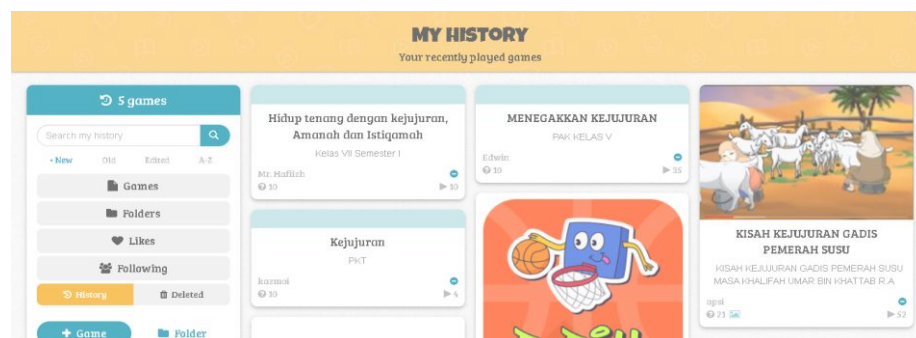 MY HISTORY
Your recently played games
5 games
Search my history
• New Old Edited A-Z
Games
Folders
Likes
Following
History Deleted
+ Game Folder
Hidup tenang dengan kejujuran,
Amanah dan Istiqamah
Kelas VII Semester I
Mr. Hafiizh
10 10
Kejujuran
PKT
karmoi
10 4
MENEGAKKAN KEJUJURAN
PAK KELAS V
Edwin
10 35
KISAH KEJUJURAN GADIS
PEMERAH SUSU
KISAH KEJUJURAN GADIS PEMERAH SUSU
MASA KHALIFAH UMAR BIN KHATTAB R.A
apsi
21 52